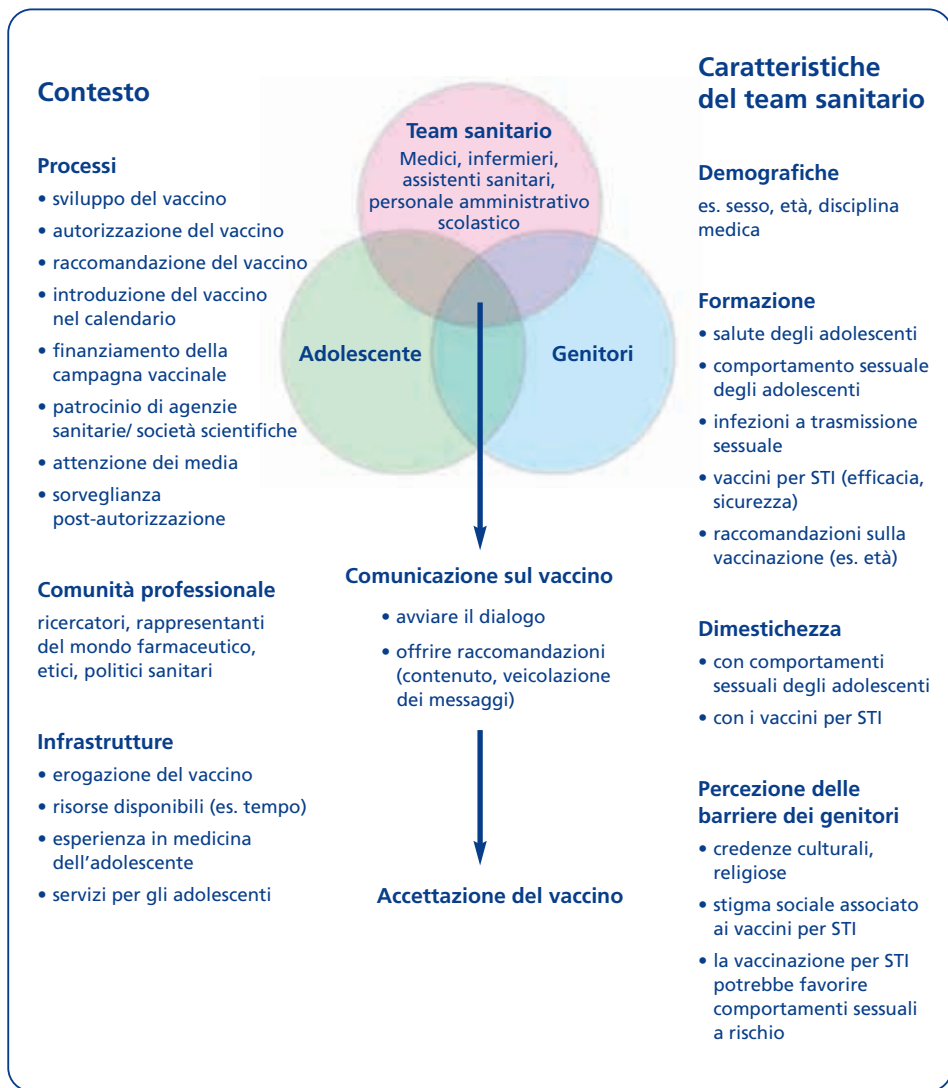 Contesto
Processi
• sviluppo del vaccino
• autorizzazione del vaccino
• raccomandazione del vaccino
• introduzione del vaccino
nel calendario
• finanziamento della
campagna vaccinale
• patrocinio di agenzie
sanitarie/ società scientifiche
• attenzione dei media
• sorveglianza
post-autorizzazione
Comunità professionale
ricercatori, rappresentanti
del mondo farmaceutico,
etici, politici sanitari
Infrastrutture
• erogazione del vaccino
• risorse disponibili (es. tempo)
• esperienza in medicina
dell’adolescente
• servizi per gli adolescenti
Team sanitario
Medici, infermieri,
assistenti sanitari,
personale amministrativo
scolastico
Adolescente
Genitori
Comunicazione sul vaccino
• avviare il dialogo
• offrire raccomandazioni
(contenuto, veicolazione
dei messaggi)
Accettazione del vaccino
Caratteristiche
del team sanitario
Demografiche
es. sesso, età, disciplina
medica
Formazione
• salute degli adolescenti
• comportamento sessuale
degli adolescenti
• infezioni a trasmissione
sessuale
• vaccini per STI (efficacia,
sicurezza)
• raccomandazioni sulla
vaccinazione (es. età)
Dimestichezza
• con comportamenti
sessuali degli adolescenti
• con i vaccini per STI
Percezione delle
barriere dei genitori
• credenze culturali,
religiose
• stigma sociale associato
ai vaccini per STI
• la vaccinazione per STI
potrebbe favorire
comportamenti sessuali
a rischio